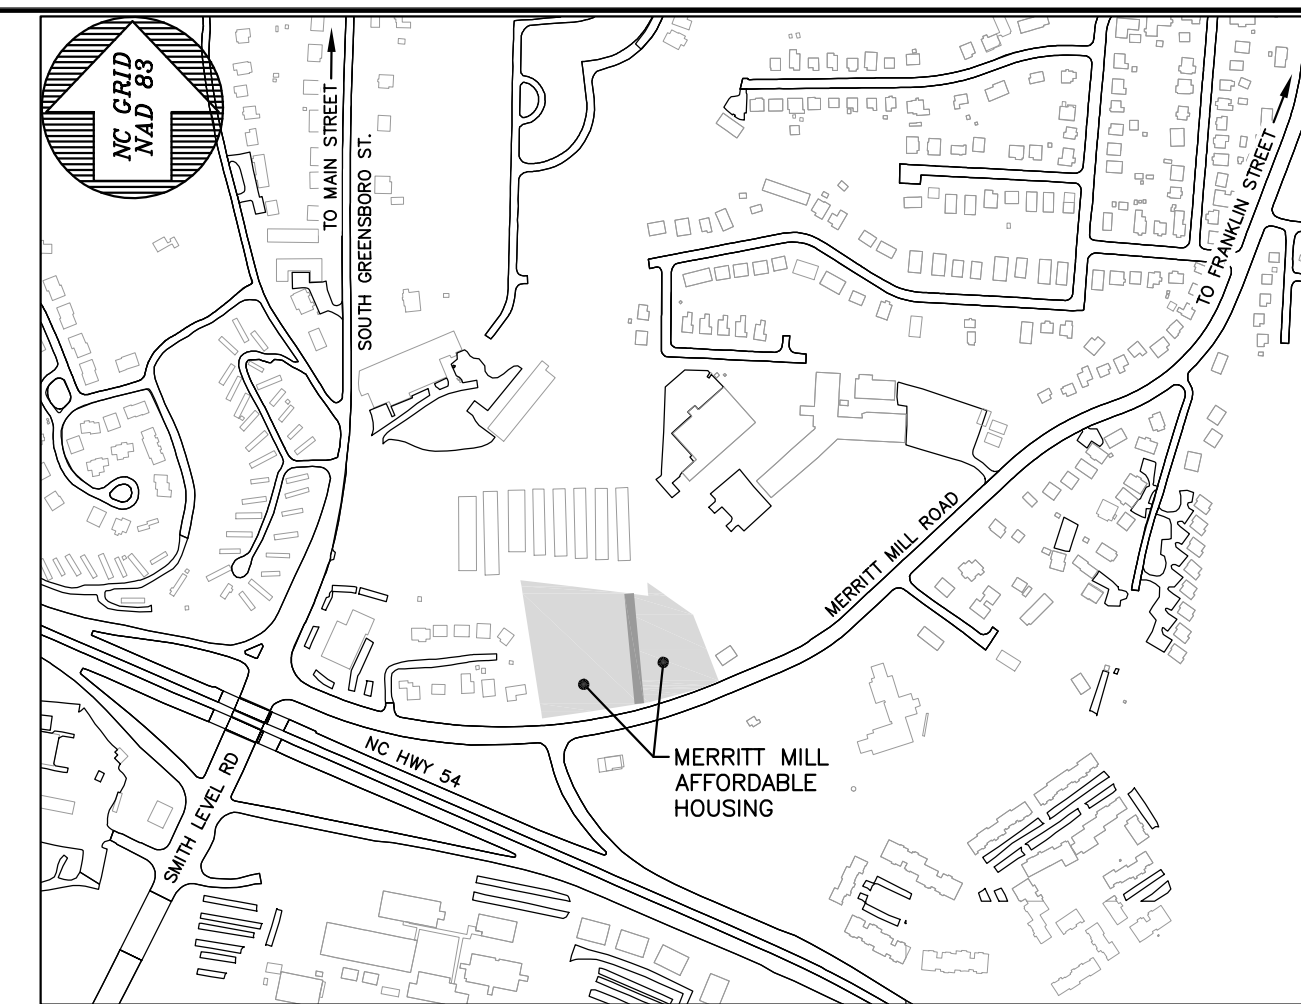 NC GRID
NAD 83
TO MAIN STREET
SOUTH GREENSBORO ST.
TO FRANKLIN STREET
MERRITT MILL ROAD
MERRITT MILL
AFFORDABLE
HOUSING
NC HWY 54
SMITH LEVEL RD